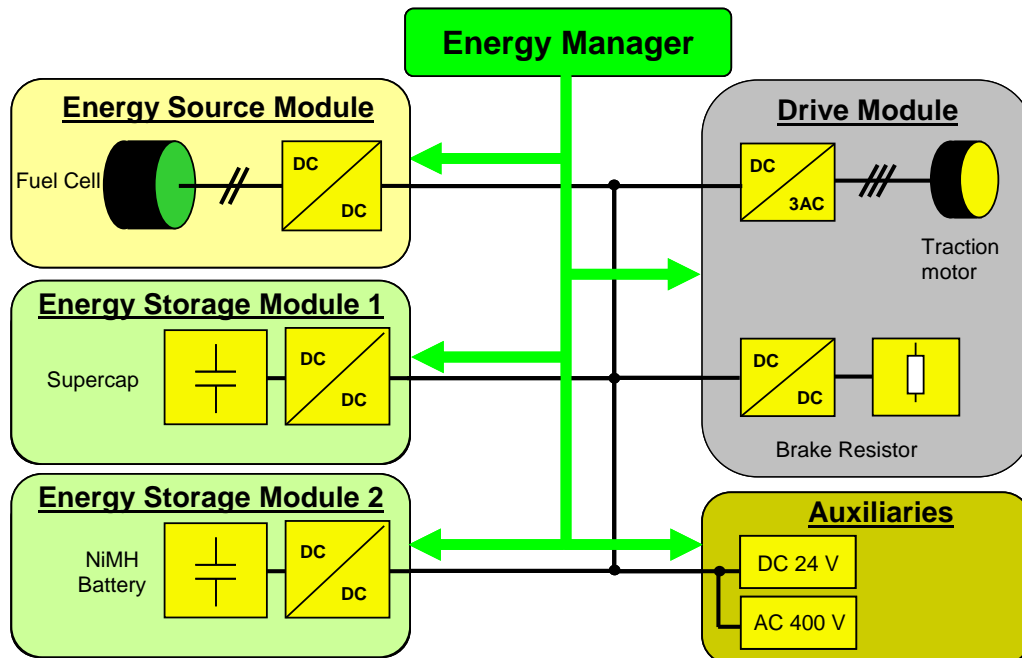 Energy Manager
Energy Source Module
Fuel Cell
DC
DC
Energy Storage Module 1
Supercap
DC
DC
Energy Storage Module 2
NiMH
Battery
DC
DC
Drive Module
DC
3AC
Traction
motor
DC
DC
Brake Resistor
Auxiliaries
DC 24 V
AC 400 V